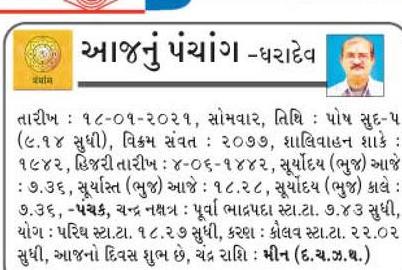 આજનું પંચાંગ -ધરાદેવ
પંચાંગ
તારીખ : ૧૮-૦૧-૨૦૨૧, સોમવાર, તિથિ : પોષ સુદ-૫
(૯.૧૪ સુધી), વિક્રમ સંવત : ૨૦૭૭, શાલિવાહન શાકે :
૧૯૪૨, હિજરી તારીખ : ૪-૦૬-૧૪૪૨, સૂર્યોદય (ભુજ) આજે
: ૭.૩૬, સૂર્યાસ્ત (ભુજ) આજે : ૧૮.૨૮, સૂર્યોદય (ભુજ) કાલે :
૭.૩૬, -પંચક, ચન્દ્ર નક્ષત્ર : પૂર્વા ભાદ્રપદા સ્ટા.ટા. ૭.૪૩ સુધી,
યોગ : પરિઘ સ્ટા.ટા. ૧૮.૨૭ સુધી, કરણ : કૌલવ સ્ટા.ટા. ૨૨.૦૨
સુધી, આજનો દિવસ શુભ છે, ચંદ્ર રાશિ : મીન (દ.ચ.ઝ.થ.)